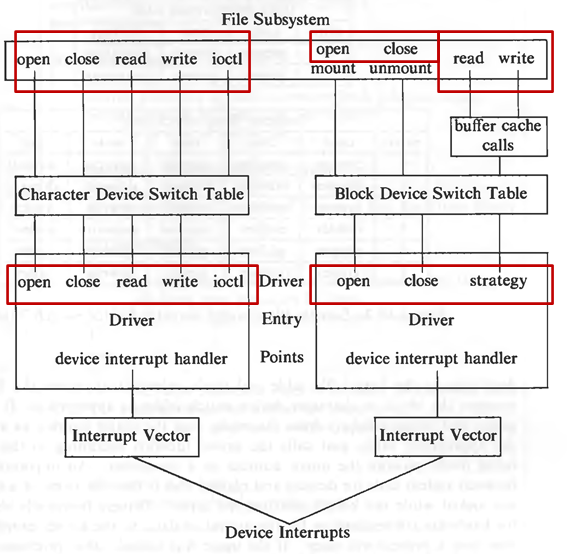 File Subsystem
open close read write ioctl
open close
mount unmount
read write
buffer cache
calls
Character Device Switch Table
Block Device Switch Table
open close read write ioctl
Driver
open close strategy
Driver
Entry
Driver
device interrupt handler
Points
device interrupt handler
Interrupt Vector
Interrupt Vector
Device Interrupts